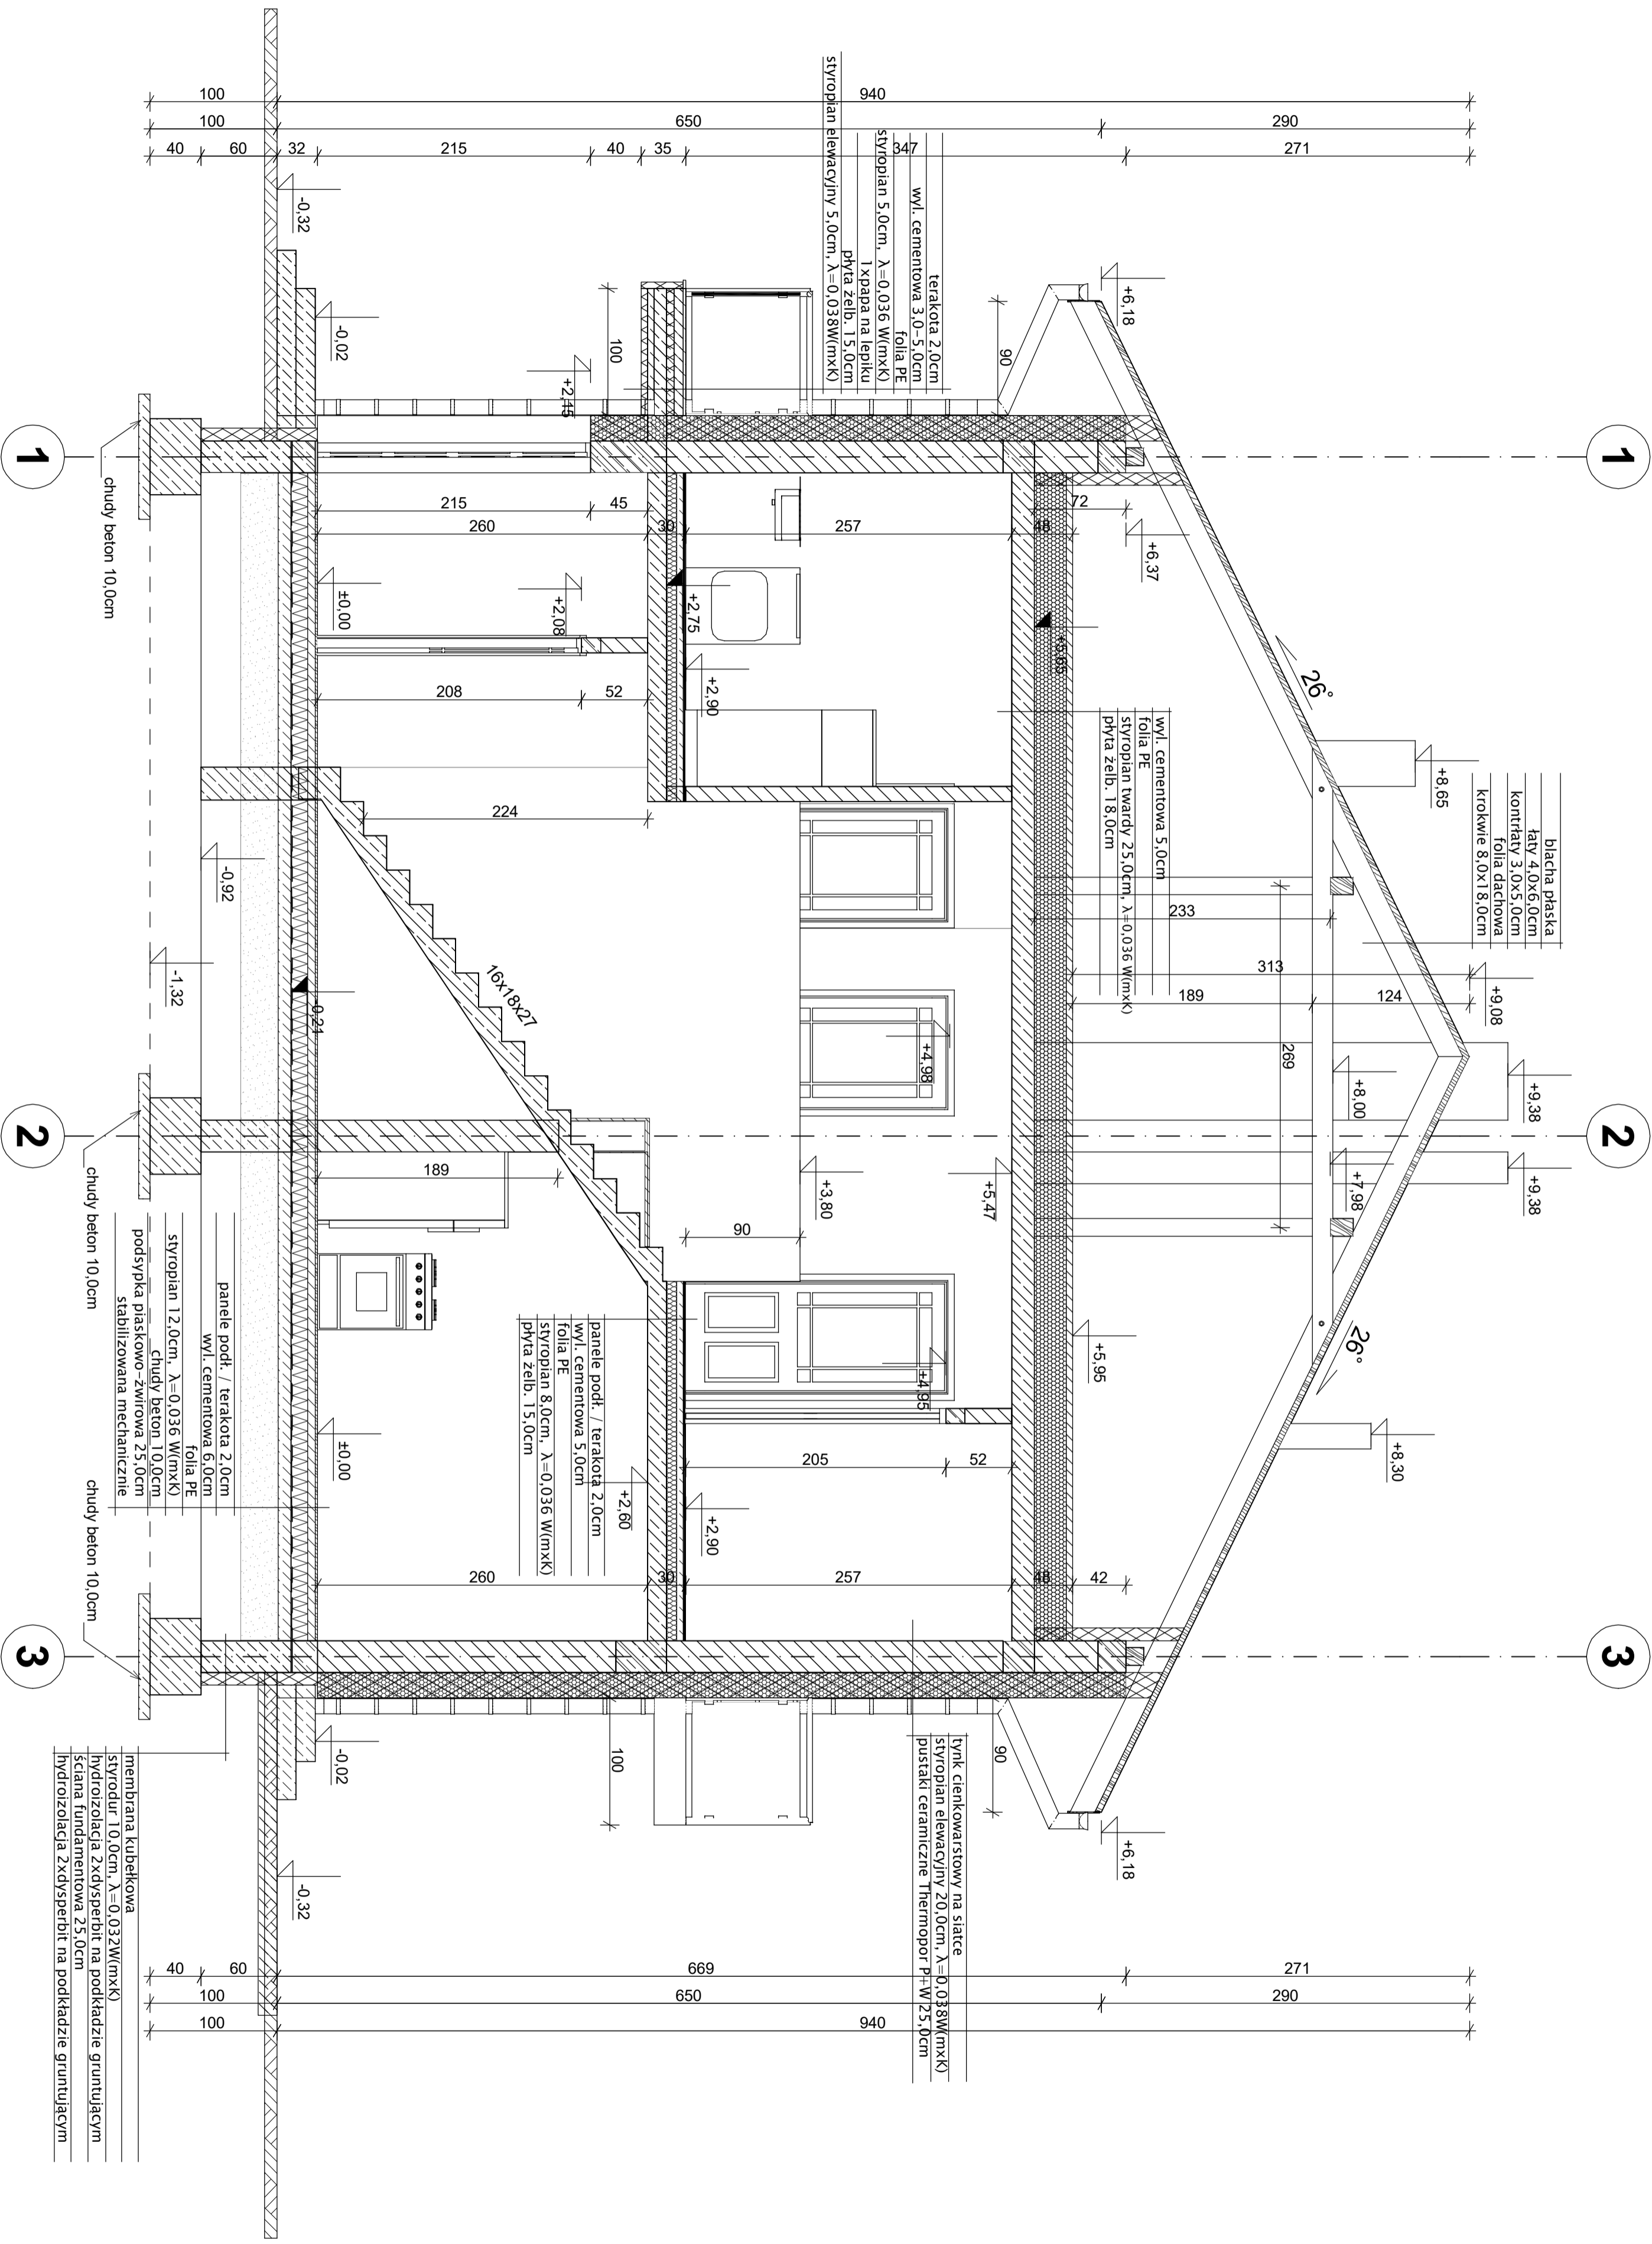 1
2
3
blacha płaska
łaty 4,0x6,0cm
kontrłaty 3,0x5,0cm
folia dachowa
krokwie 8,0x18,0cm
+8,65
+9,08
+9,38
+9,38
+8,30
+8,00
+7,98
26°
26°
+6,18
+6,18
+6,37
+5,65
+5,95
+5,47
313
189
124
233
269
72
48
48
42
wyl. cementowa 5,0cm
folia PE
styropian twardy 25,0cm, λ=0,036 W(mxK)
płyta żelb. 18,0cm
terakota 2,0cm
wyl. cementowa 3,0-5,0cm
folia PE
styropian 5,0cm, λ=0,036 W(mxK)
1xpapa na lepiku
płyta żelb. 15,0cm
styropian elewacyjny 5,0cm, λ=0,038W(mxK)
tynk cienkowarstowy na siatce
styropian elewacyjny 20,0cm, λ=0,038W(mxK)
pustaki ceramiczne Thermopor P+W 25,0cm
90
90
100
100
+4,98
+4,95
+3,80
90
257
257
205
52
+2,90
+2,90
+2,75
+2,60
30
30
panele podł. / terakota 2,0cm
wyl. cementowa 5,0cm
folia PE
styropian 8,0cm, λ=0,036 W(mxK)
płyta żelb. 15,0cm
+2,45
+2,08
215
45
260
260
208
52
224
189
16x18x27
±0,00
±0,00
-0,02
-0,02
-0,21
-0,32
-0,32
-0,92
-1,32
panele podł. / terakota 2,0cm
wyl. cementowa 6,0cm
folia PE
styropian 12,0cm, λ=0,036 W(mxK)
chudy beton 10,0cm
podsypka piaskowo-żwirowa 25,0cm
stabilizowana mechanicznie
chudy beton 10,0cm
chudy beton 10,0cm
chudy beton 10,0cm
membrana kubełkowa
styrodur 10,0cm, λ=0,032W(mxK)
hydroizolacja 2xdysperbit na podkładzie gruntującym
ściana fundamentowa 25,0cm
hydroizolacja 2xdysperbit na podkładzie gruntującym
100
940
100
650
290
40
60
32
215
40
35
347
271
40
60
669
271
100
650
290
100
940
1
2
3